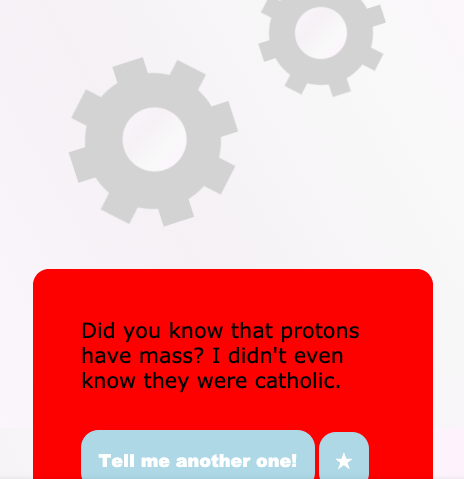 Did you know that protons
have mass? I didn't even
know they were catholic.
Tell me another one! ★